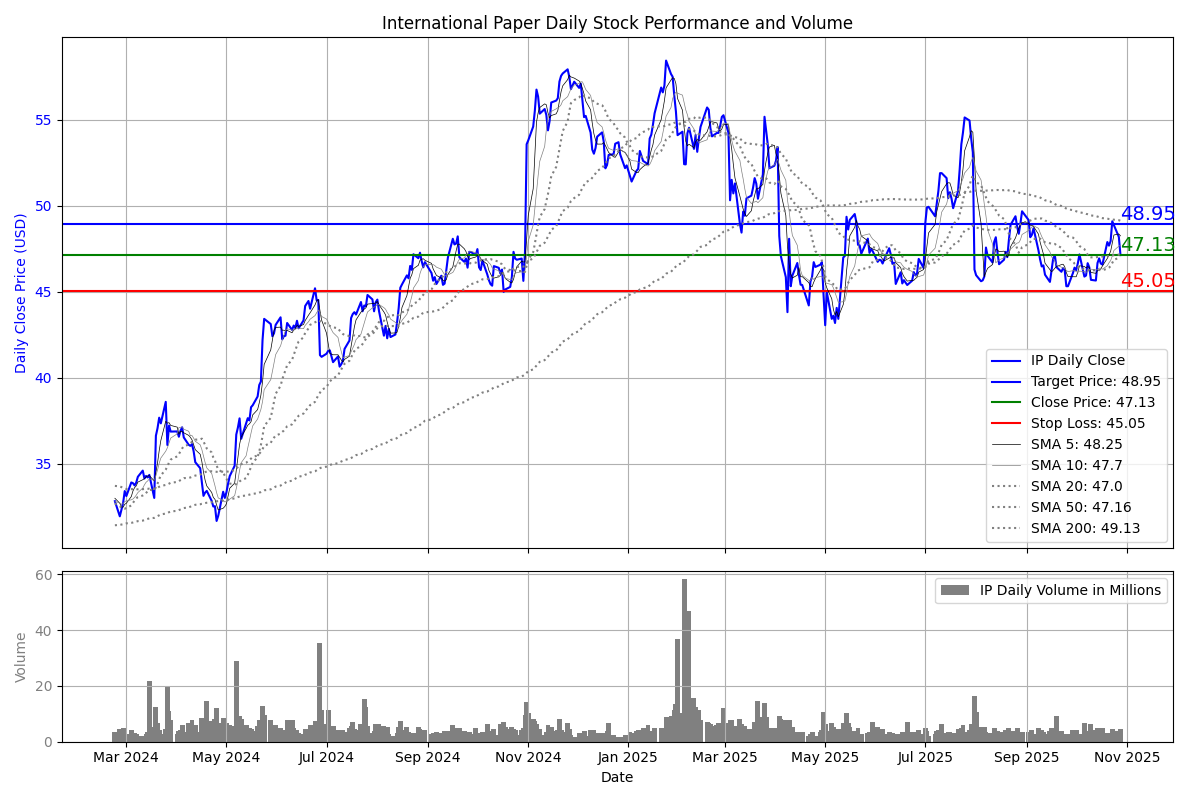 International Paper Daily Stock Performance and Volume
Daily Close Price (USD)
55
50
45
40
35
48.95
47.13
45.05
IP Daily Close
Target Price: 48.95
Close Price: 47.13
Stop Loss: 45.05
SMA 5: 48.25
SMA 10: 47.7
SMA 20: 47.0
SMA 50: 47.16
SMA 200: 49.13
Volume
60
40
20
0
IP Daily Volume in Millions
Mar 2024 May 2024 Jul 2024 Sep 2024 Nov 2024 Jan 2025 Mar 2025 May 2025 Jul 2025 Sep 2025 Nov 2025
Date